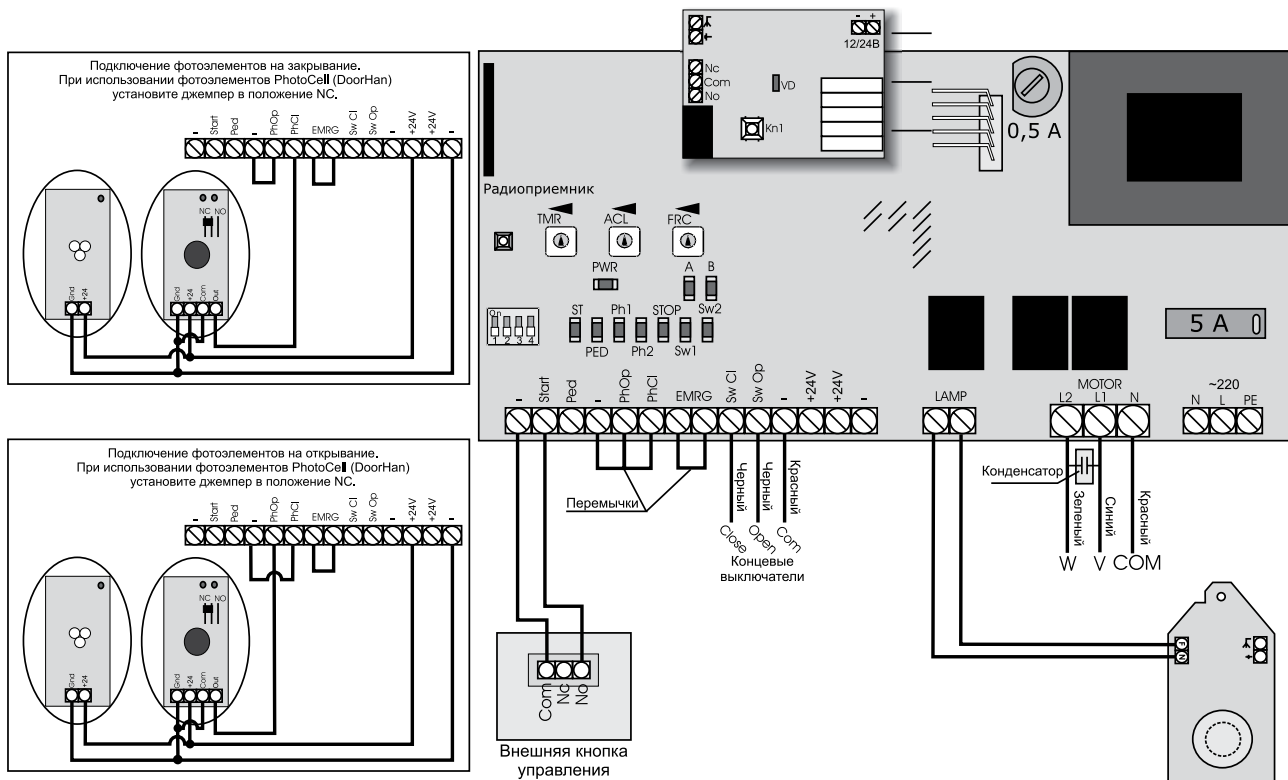 Подключение фотоэлементов на закрывание.
При использовании фотоэлементов PhotoCell (DoorHan)
установите джемпер в положение NC.
- Start Ped - PhOp PhCl EMRG Sw Cl Sw Op - +24V +24V -
NC NO
Gnd +24
Gnd +24 Com Out
Подключение фотоэлементов на открывание.
При использовании фотоэлементов PhotoCell (DoorHan)
установите джемпер в положение NC.
- Start Ped - PhOp PhCl EMRG Sw Cl Sw Op - +24V +24V -
NC NO
Gnd +24
Gnd +24 Com Out
- +
12/24В
Nc
Com
No
VD
Kn1
0,5 A
Радиоприемник
TMR ACL FRC
PWR A B
ST Ph1 STOP Sw2
PED Ph2 Sw1
On
1 2 3 4
5 A
- Start Ped - PhOp PhCl EMRG Sw Cl Sw Op - +24V +24V -
LAMP
MOTOR
L2 L1 N
~220
N L PE
Перемычки
Черный Черный Красный
Close Open Com
Концевые
выключатели
Конденсатор
Зеленый Синий Красный
W V COM
Com Nc No
Внешняя кнопка
управления
F
N